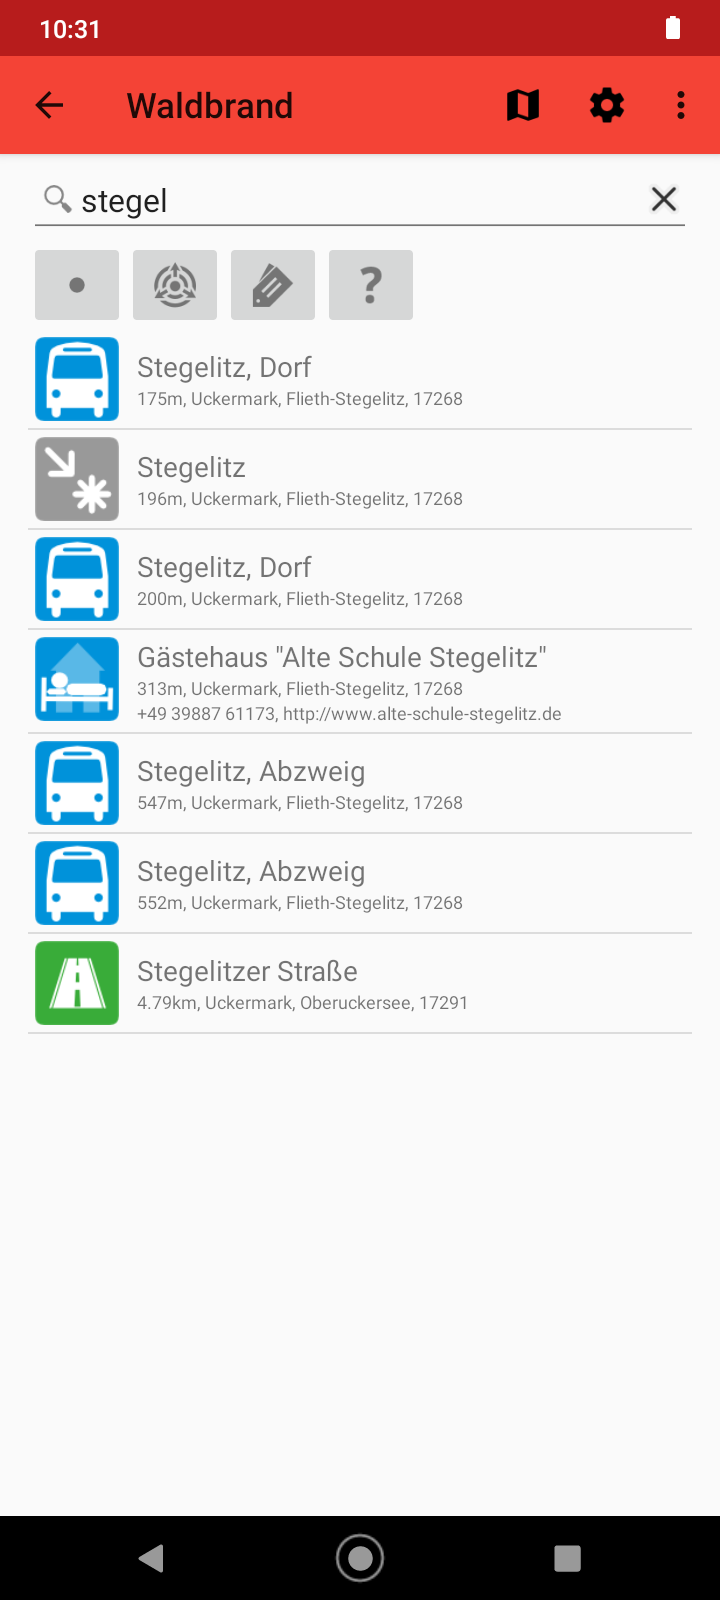 10:31
Waldbrand
stegel
?
Stegelitz, Dorf
175m, Uckermark, Flieth-Stegelitz, 17268
Stegelitz
196m, Uckermark, Flieth-Stegelitz, 17268
Stegelitz, Dorf
200m, Uckermark, Flieth-Stegelitz, 17268
Gästehaus "Alte Schule Stegelitz"
313m, Uckermark, Flieth-Stegelitz, 17268
+49 39887 61173, http://www.alte-schule-stegelitz.de
Stegelitz, Abzweig
547m, Uckermark, Flieth-Stegelitz, 17268
Stegelitz, Abzweig
552m, Uckermark, Flieth-Stegelitz, 17268
Stegelitzer Straße
4.79km, Uckermark, Oberuckersee, 17291